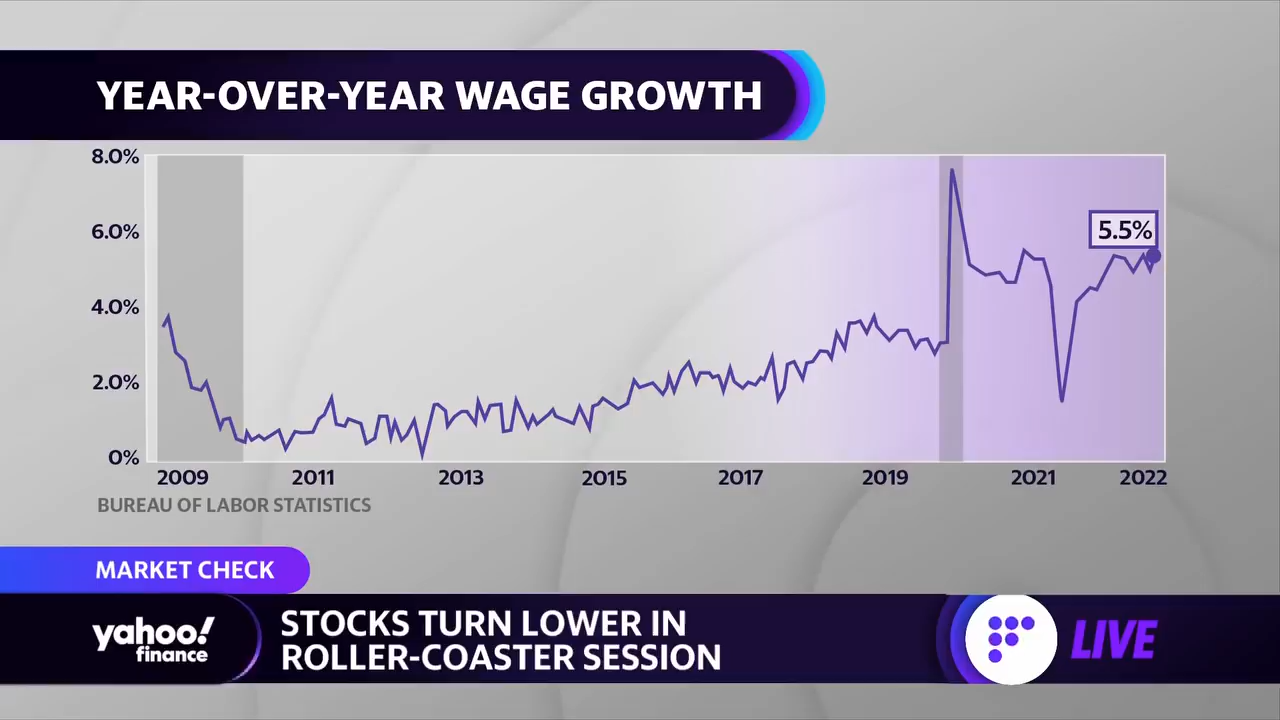 YEAR-OVER-YEAR WAGE GROWTH
8.0%
6.0%
5.5%
4.0%
2.0%
0%
2009 2011 2013 2015 2017 2019 2021 2022
BUREAU OF LABOR STATISTICS
MARKET CHECK
yahoo!
finance
STOCKS TURN LOWER IN
ROLLER-COASTER SESSION
LIVE